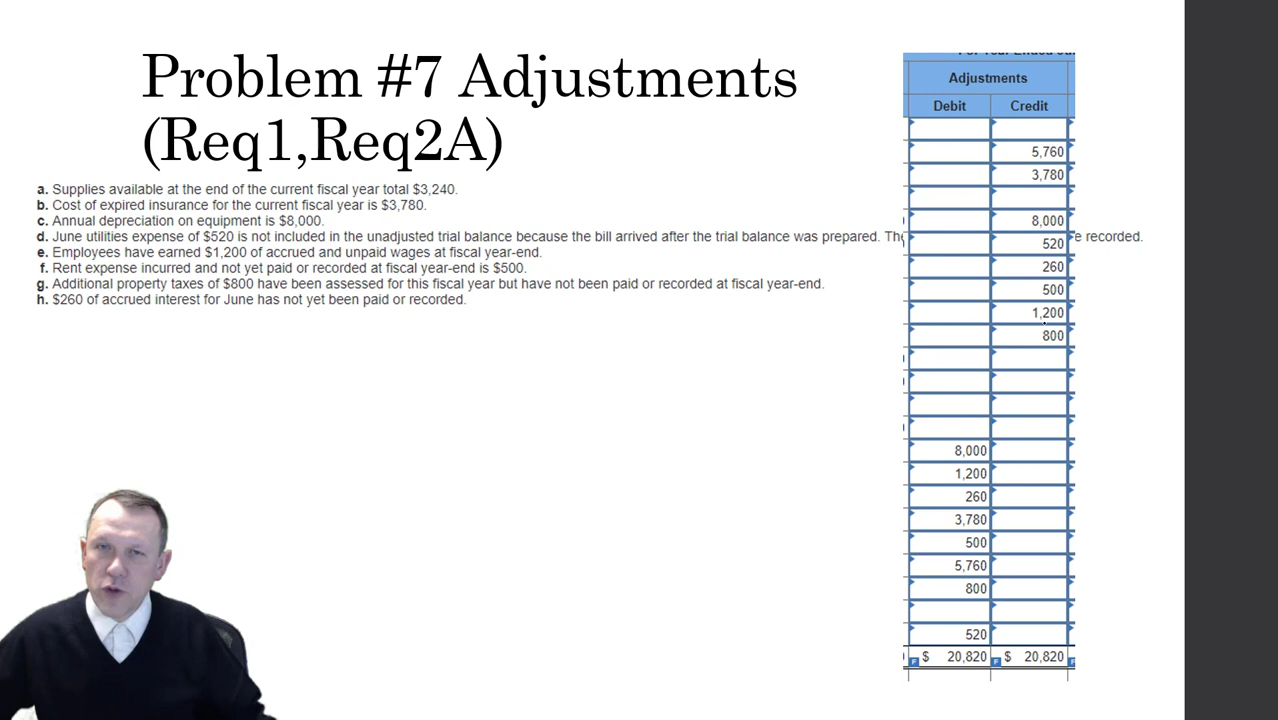 Problem #7 Adjustments
(Req1,Req2A)
a. Supplies available at the end of the current fiscal year total $3,240.
b. Cost of expired insurance for the current fiscal year is $3,780.
c. Annual depreciation on equipment is $8,000.
d. June utilities expense of $520 is not included in the unadjusted trial balance because the bill arrived after the trial balance was prepared. The recorded.
e. Employees have earned $1,200 of accrued and unpaid wages at fiscal year-end.
f. Rent expense incurred and not yet paid or recorded at fiscal year-end is $500.
g. Additional property taxes of $800 have been assessed for this fiscal year but have not been paid or recorded at fiscal year-end.
h. $260 of accrued interest for June has not yet been paid or recorded.
Adjustments
Debit Credit
5,760
3,780
8,000
520
260
500
1,200
800
8,000
1,200
260
3,780
500
5,760
800
520
$ 20,820 $ 20,820